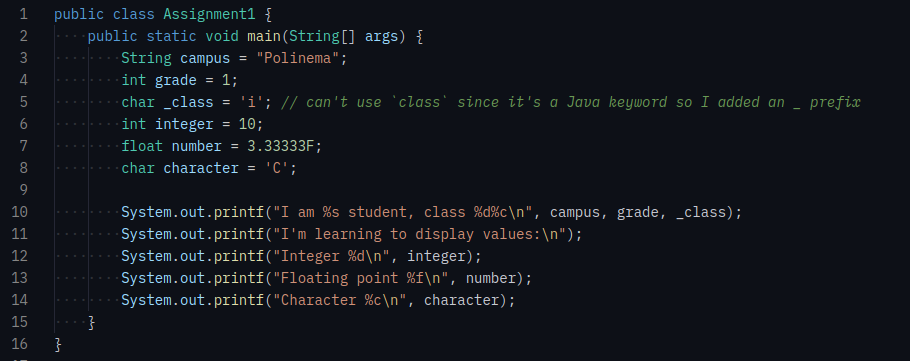 1 public class Assignment1 {
2 ····public static void main(String[] args) {
3 ········String campus = "Polinema";
4 ········int grade = 1;
5 ········char _class = 'i'; // can't use `class` since it's a Java keyword so I added an _ prefix
6 ········int integer = 10;
7 ········float number = 3.33333F;
8 ········char character = 'C';
9
10 ········System.out.printf("I am %s student, class %d%c\n", campus, grade, _class);
11 ········System.out.printf("I'm learning to display values:\n");
12 ········System.out.printf("Integer %d\n", integer);
13 ········System.out.printf("Floating point %f\n", number);
14 ········System.out.printf("Character %c\n", character);
15 ····}
16 }